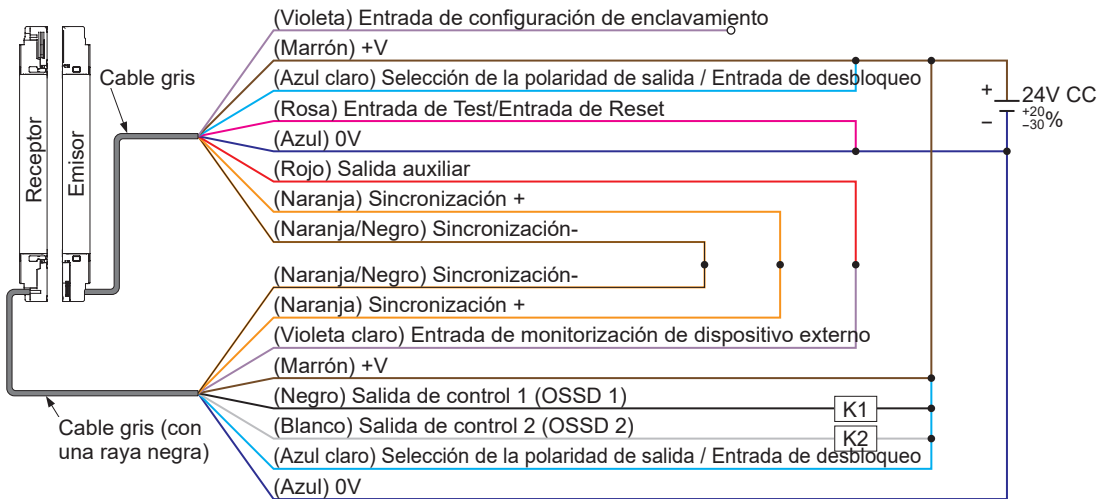 (Violeta) Entrada de configuración de enclavamiento
(Marrón) +V
Cable gris
(Azul claro) Selección de la polaridad de salida / Entrada de desbloqueo
+
24V CC
+20
−30%
−
(Rosa) Entrada de Test/Entrada de Reset
(Azul) 0V
Receptor
Emisor
(Rojo) Salida auxiliar
(Naranja) Sincronización +
(Naranja/Negro) Sincronización-
(Naranja/Negro) Sincronización-
(Naranja) Sincronización +
(Violeta claro) Entrada de monitorización de dispositivo externo
(Marrón) +V
(Negro) Salida de control 1 (OSSD 1)
K1
Cable gris (con
una raya negra)
(Blanco) Salida de control 2 (OSSD 2)
K2
(Azul claro) Selección de la polaridad de salida / Entrada de desbloqueo
(Azul) 0V